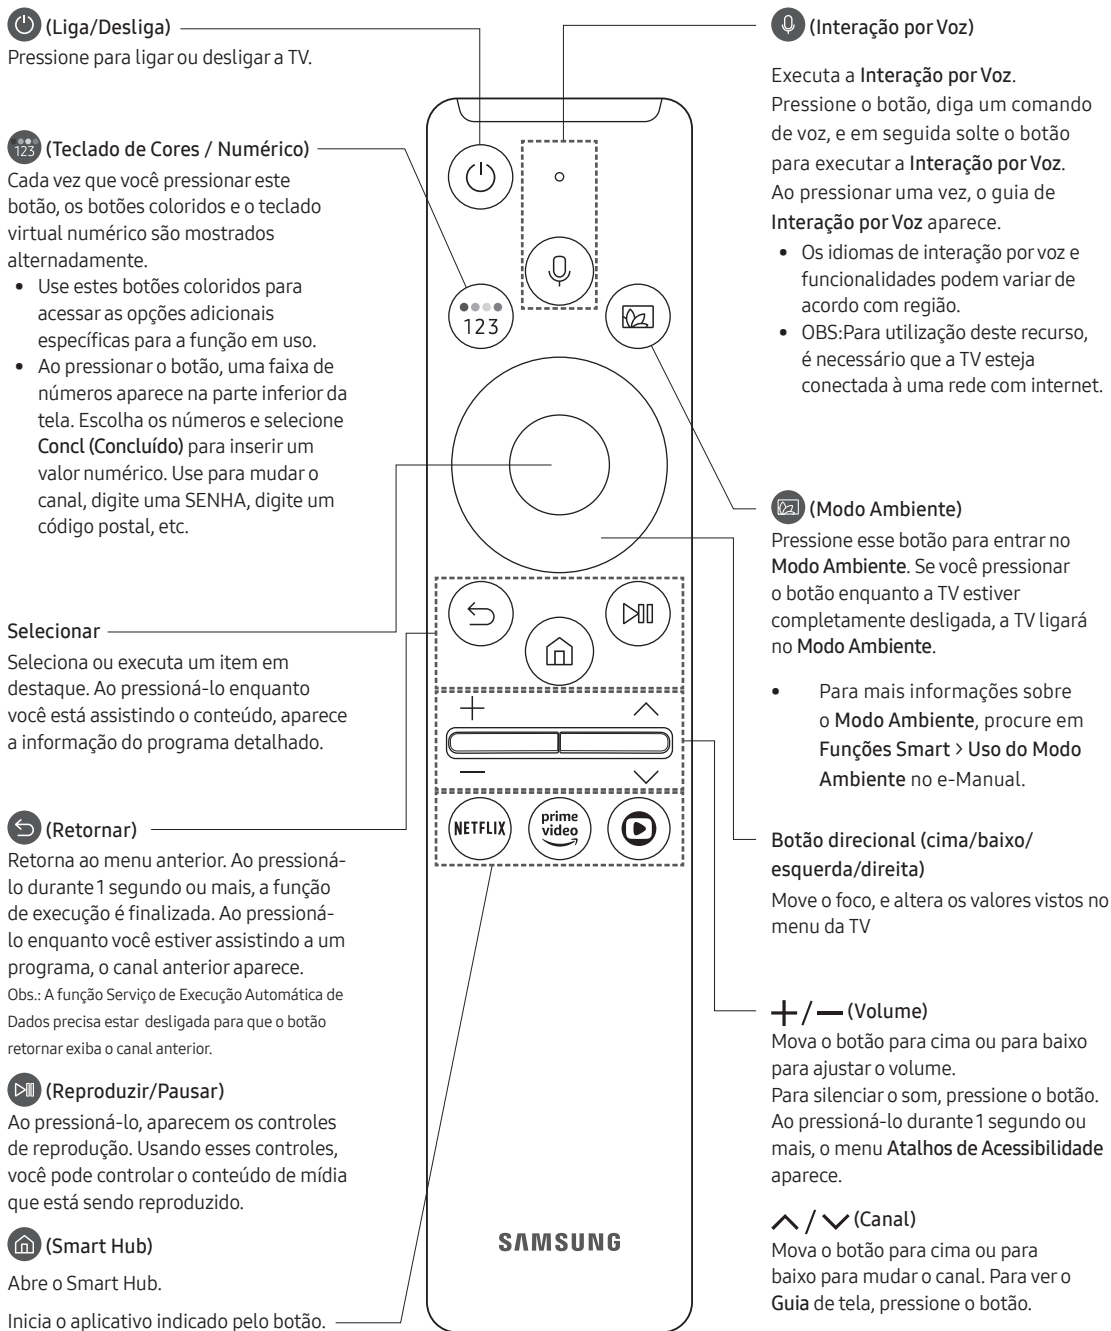 (Liga/Desliga)
Pressione para ligar ou desligar a TV.
123 (Teclado de Cores / Numérico)
Cada vez que você pressionar este
botão, os botões coloridos e o teclado
virtual numérico são mostrados
alternadamente.
• Use estes botões coloridos para
acessar as opções adicionais
específicas para a função em uso.
• Ao pressionar o botão, uma faixa de
números aparece na parte inferior da
tela. Escolha os números e selecione
Concl (Concluído) para inserir um
valor numérico. Use para mudar o
canal, digite uma SENHA, digite um
código postal, etc.
Selecionar
Seleciona ou executa um item em
destaque. Ao pressioná-lo enquanto
você está assistindo o conteúdo, aparece
a informação do programa detalhado.
(Retornar)
Retorna ao menu anterior. Ao pressioná-
lo durante 1 segundo ou mais, a função
de execução é finalizada. Ao pressioná-
lo enquanto você estiver assistindo a um
programa, o canal anterior aparece.
Obs.: A função Serviço de Execução Automática de
Dados precisa estar desligada para que o botão
retornar exiba o canal anterior.
(Reproduzir/Pausar)
Ao pressioná-lo, aparecem os controles
de reprodução. Usando esses controles,
você pode controlar o conteúdo de mídia
que está sendo reproduzido.
(Smart Hub)
Abre o Smart Hub.
Inicia o aplicativo indicado pelo botão.
123
NETFLIX
prime
video
SAMSUNG
(Interação por Voz)
Executa a Interação por Voz.
Pressione o botão, diga um comando
de voz, e em seguida solte o botão
para executar a Interação por Voz.
Ao pressionar uma vez, o guia de
Interação por Voz aparece.
• Os idiomas de interação por voz e
funcionalidades podem variar de
acordo com região.
• OBS:Para utilização deste recurso,
é necessário que a TV esteja
conectada à uma rede com internet.
(Modo Ambiente)
Pressione esse botão para entrar no
Modo Ambiente. Se você pressionar
o botão enquanto a TV estiver
completamente desligada, a TV ligará
no Modo Ambiente.
• Para mais informações sobre
o Modo Ambiente, procure em
Funções Smart > Uso do Modo
Ambiente no e-Manual.
Botão direcional (cima/baixo/
esquerda/direita)
Move o foco, e altera os valores vistos no
menu da TV
+ / — (Volume)
Mova o botão para cima ou para baixo
para ajustar o volume.
Para silenciar o som, pressione o botão.
Ao pressioná-lo durante 1 segundo ou
mais, o menu Atalhos de Acessibilidade
aparece.
/ (Canal)
Mova o botão para cima ou para
baixo para mudar o canal. Para ver o
Guia de tela, pressione o botão.